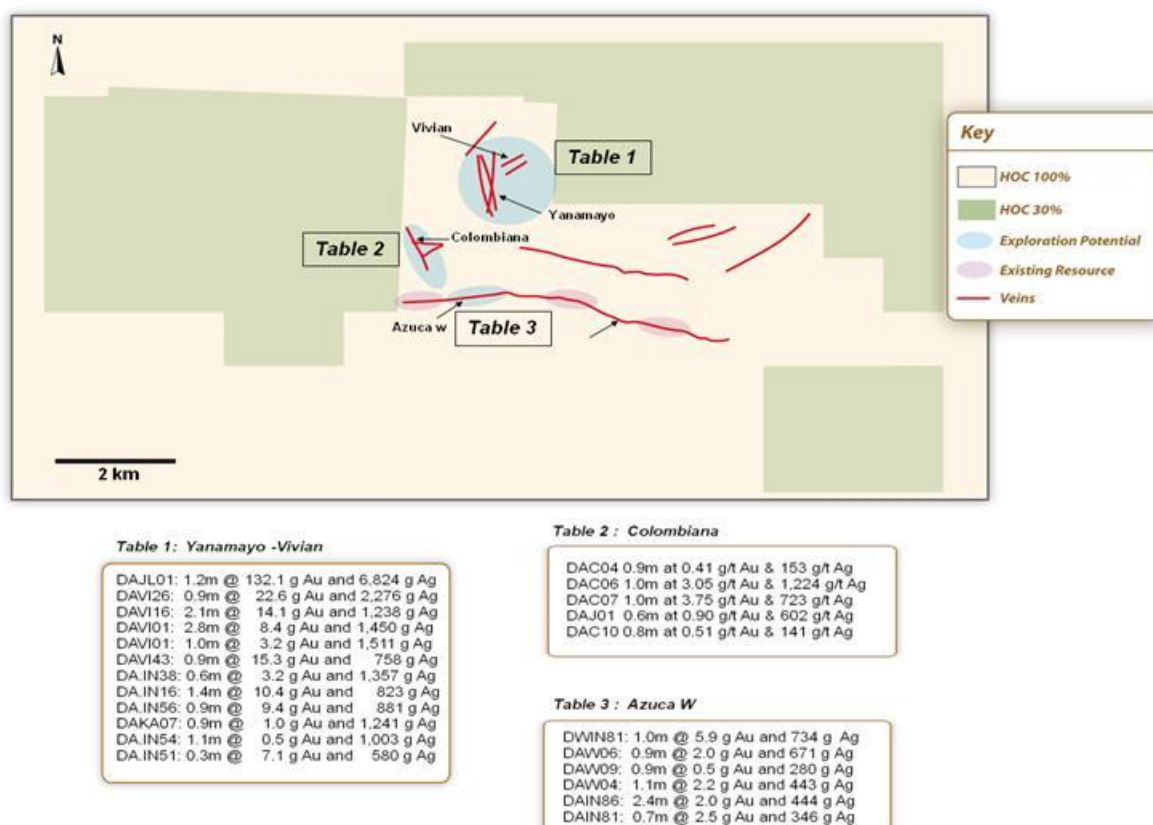 N
Vivian
Table 1
Yanamayo
Colombiana
Table 2
Azuca w
Table 3
2 km
Key
HOC 100%
HOC 30%
Exploration Potential
Existing Resource
Veins
Table 1: Yanamayo -Vivian
DAJL01: 1.2m @ 132.1 g Au and 6,824 g Ag
DAVI26: 0.9m @ 22.6 g Au and 2,276 g Ag
DAVI16: 2.1m @ 14.1 g Au and 1,238 g Ag
DAVI01: 2.8m @ 8.4 g Au and 1,450 g Ag
DAVI01: 1.0m @ 3.2 g Au and 1,511 g Ag
DAVI43: 0.9m @ 15.3 g Au and 758 g Ag
DA.IN38: 0.6m @ 3.2 g Au and 1,357 g Ag
DA.IN16: 1.4m @ 10.4 g Au and 823 g Ag
DA.IN56: 0.9m @ 9.4 g Au and 881 g Ag
DAKA07: 0.9m @ 1.0 g Au and 1,241 g Ag
DA.IN54: 1.1m @ 0.5 g Au and 1,003 g Ag
DA.IN51: 0.3m @ 7.1 g Au and 580 g Ag
Table 2 : Colombiana
DAC04 0.9m at 0.41 g/t Au & 153 g/t Ag
DAC06 1.0m at 3.05 g/t Au & 1,224 g/t Ag
DAC07 1.0m at 3.75 g/t Au & 723 g/t Ag
DAJ01 0.6m at 0.90 g/t Au & 602 g/t Ag
DAC10 0.8m at 0.51 g/t Au & 141 g/t Ag
Table 3 : Azuca W
DWIN81: 1.0m @ 5.9 g Au and 734 g Ag
DAW06: 0.9m @ 2.0 g Au and 671 g Ag
DAW09: 0.9m @ 0.5 g Au and 280 g Ag
DAW04: 1.1m @ 2.2 g Au and 443 g Ag
DAIN86: 2.4m @ 2.0 g Au and 444 g Ag
DAIN81: 0.7m @ 2.5 g Au and 346 g Ag